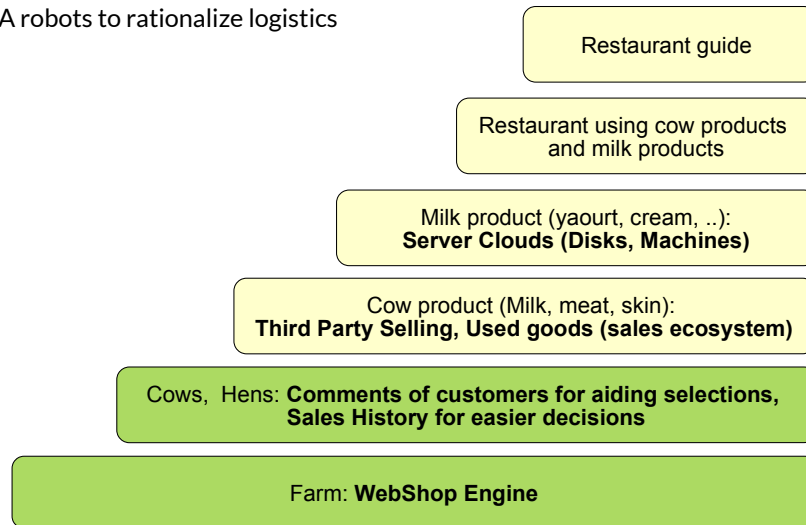 A robots to rationalize logistics
Restaurant guide
Restaurant using cow products
and milk products
Milk product (yaourt, cream, ..):
Server Clouds (Disks, Machines)
Cow product (Milk, meat, skin):
Third Party Selling, Used goods (sales ecosystem)
Cows, Hens: Comments of customers for aiding selections,
Sales History for easier decisions
Farm: WebShop Engine